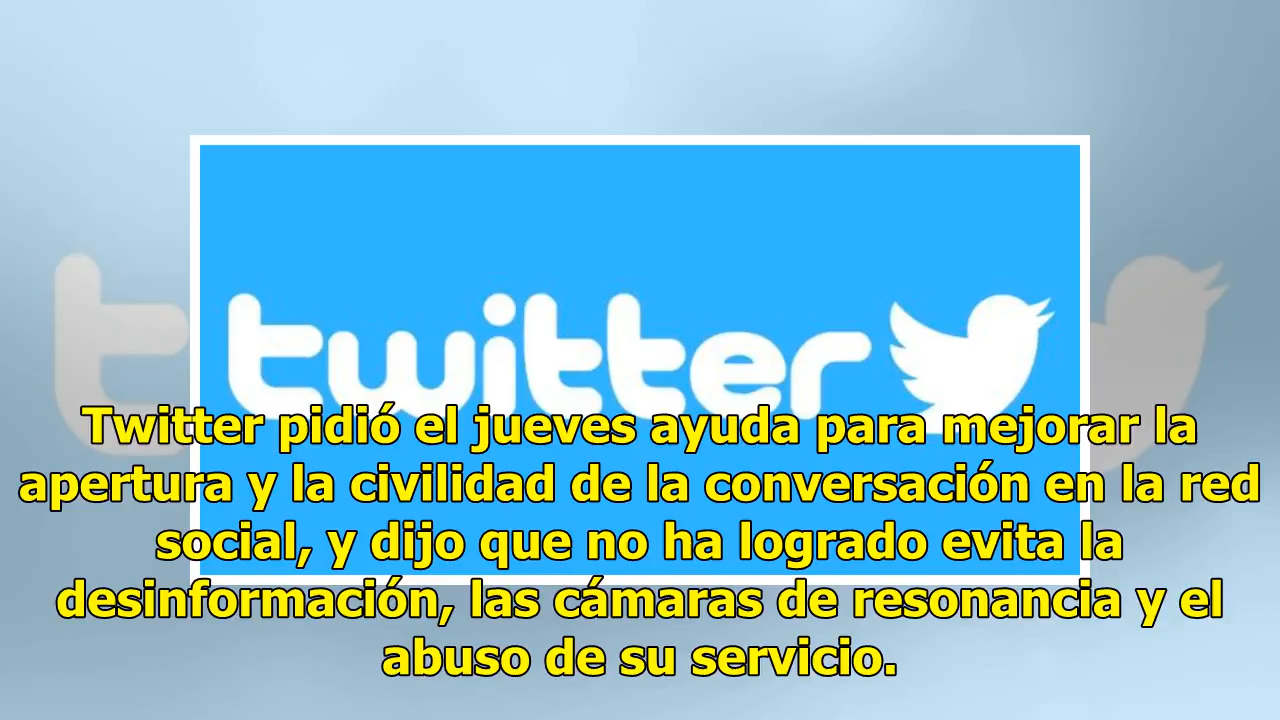 twitter
Twitter pidió el jueves ayuda para mejorar la
apertura y la civilidad de la conversación en la red
social, y dijo que no ha logrado evita la
desinformación, las cámaras de resonancia y el
abuso de su servicio.